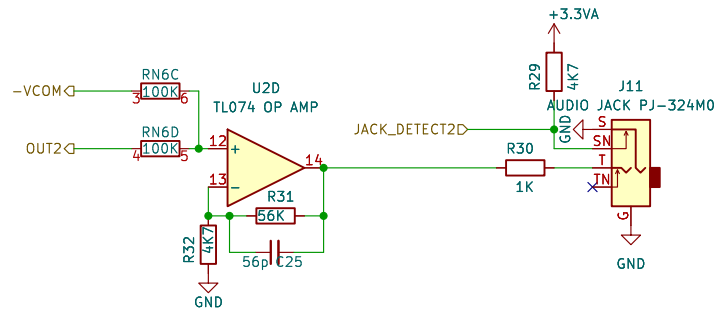 +3.3VA
R29
4K7
J11
AUDIO JACK PJ-324M0
RN6C
-VCOM
3
100K
6
U2D
TL074 OP AMP
JACK_DETECT2
GND
S
SN
RN6D
OUT2
4
100K
5
12
+
14
R30
1K
T
TN
13
-
R31
56K
R32
4K7
56p
C25
GND
G
GND